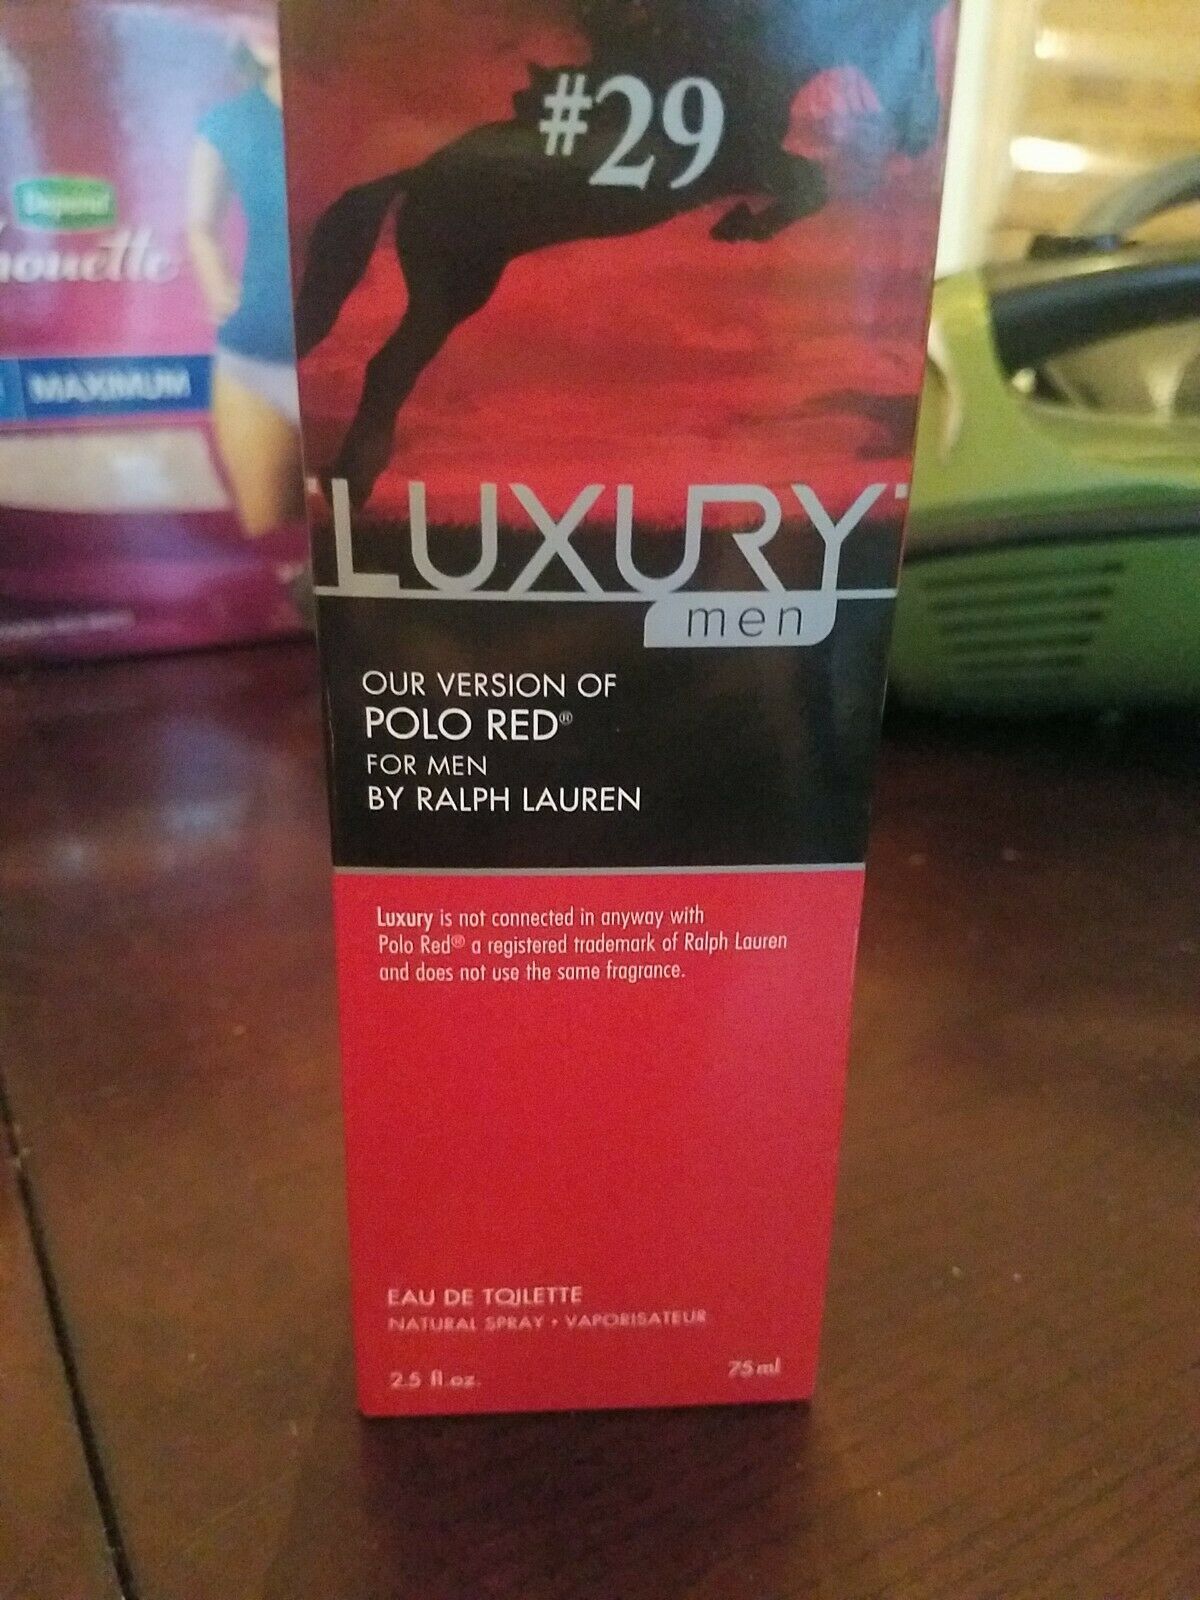 #29
LUXURY
men
OUR VERSION OF
POLO RED®
FOR MEN
BY RALPH LAUREN
Luxury is not connected in anyway with
Polo Red® a registered trademark of Ralph Lauren
and does not use the same fragrance.
EAU DE TOILETTE
NATURAL SPRAY • VAPORISATEUR
2.5 fl.oz. 75ml
Depend
houette
MAXIMUM